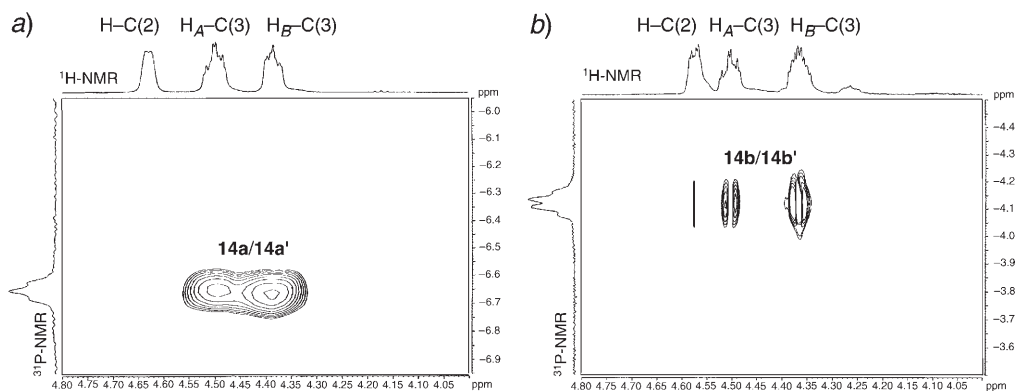 a)
H–C(2) H_A–C(3) H_B–C(3)
¹H-NMR
ppm
−6.0
−6.1
−6.2
−6.3
−6.4
−6.5
−6.6
−6.7
−6.8
−6.9
14a/14a'
³¹P-NMR
4.80 4.75 4.70 4.65 4.60 4.55 4.50 4.45 4.40 4.35 4.30 4.25 4.20 4.15 4.10 4.05 ppm
b)
H–C(2) H_A–C(3) H_B–C(3)
¹H-NMR
ppm
−4.4
−4.3
−4.2
−4.1
−4.0
−3.8
−3.8
−3.7
−3.6
14b/14b'
³¹P-NMR
4.80 4.75 4.70 4.65 4.60 4.55 4.50 4.45 4.40 4.35 4.30 4.25 4.20 4.15 4.10 4.05 ppm